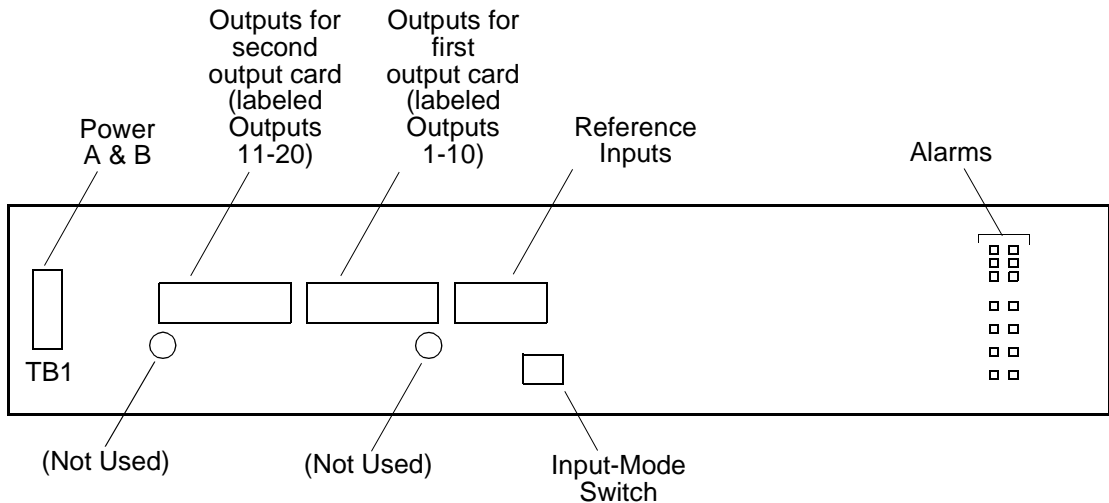 Outputs for
second
output card
(labeled
Outputs
11-20)
Outputs for
first
output card
(labeled
Outputs
1-10)
Power
A & B
Reference
Inputs
Alarms
TB1
(Not Used)
(Not Used)
Input-Mode
Switch